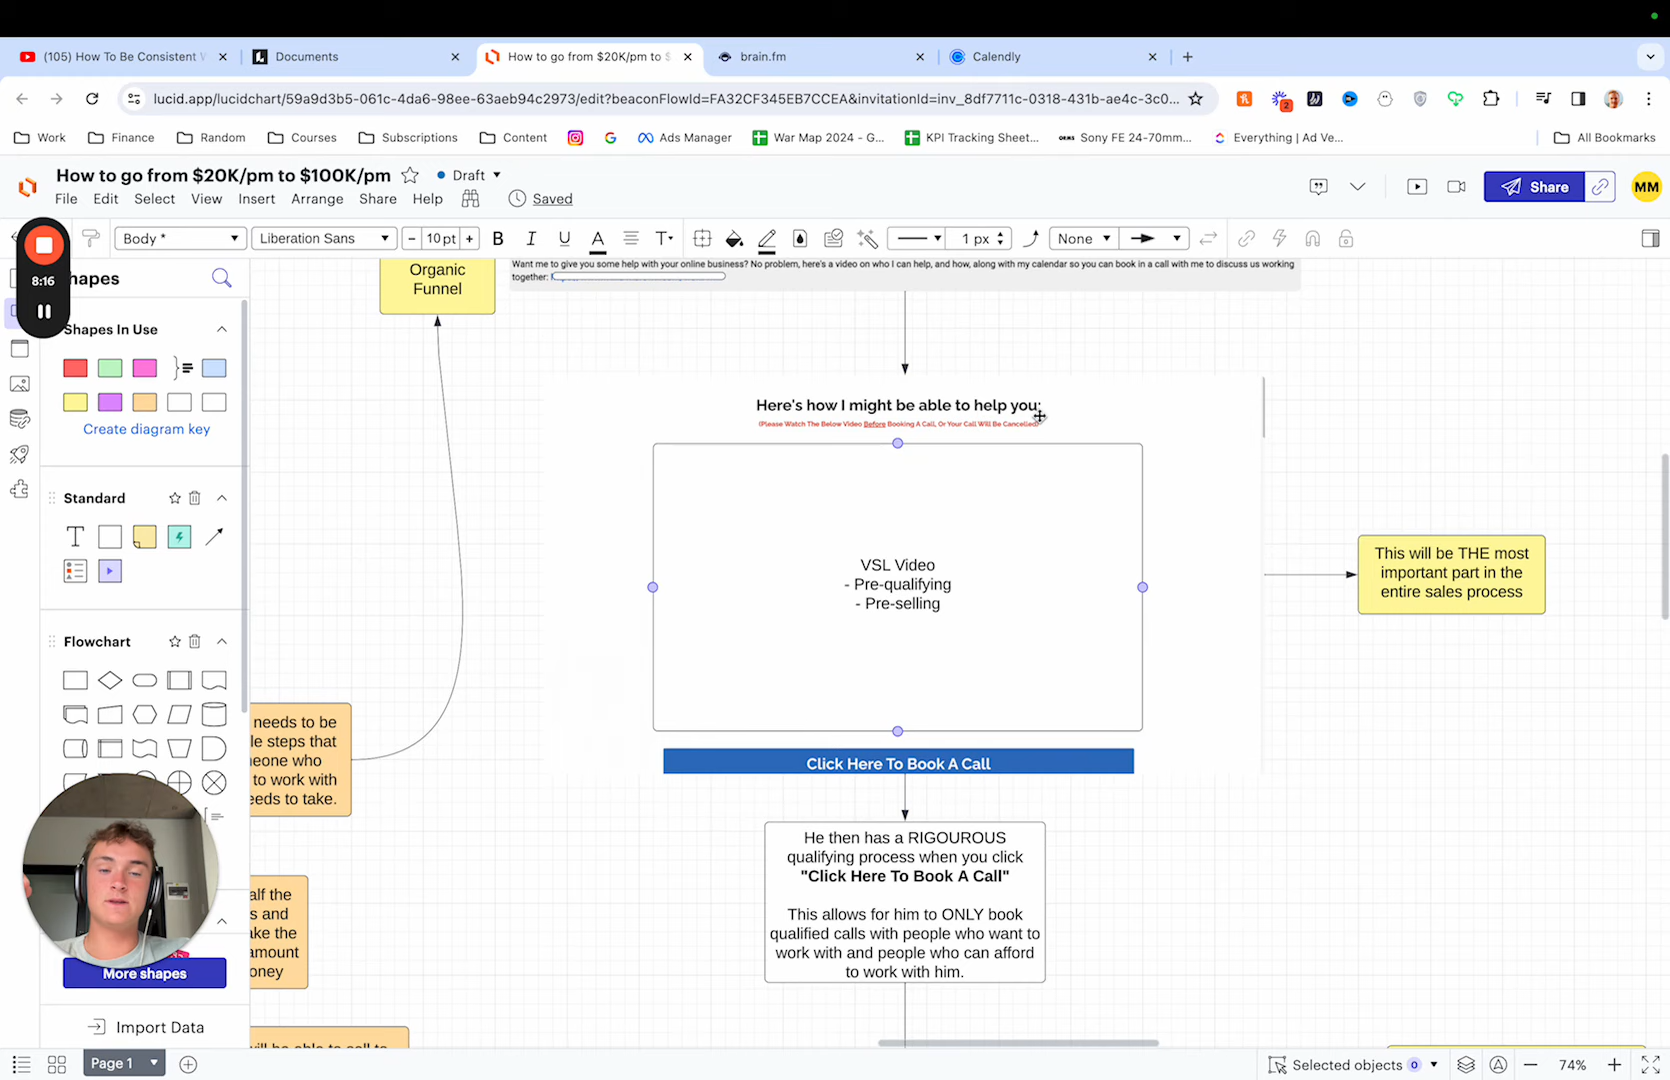 (105) How To Be Consistent
Documents
How to go from $20K/pm to $
brain.fm
Calendly
lucid.app/lucidchart/59a9d3b5-061c-4da6-98ee-63aeb94c2973/edit?beaconFlowId=FA32CF345EB7CCEA&invitationId=inv_8df7711c-0318-431b-ae4c-3c0...
2
Work
Finance
Random
Courses
Subscriptions
Content
Ads Manager
War Map 2024 - G...
KPI Tracking Sheet...
Sony FE 24-70mm...
Everything | Ad Ve...
All Bookmarks
How to go from $20K/pm to $100K/pm
Draft
File
Edit
Select
View
Insert
Arrange
Share
Help
Saved
Share
MM
Body *
Liberation Sans
10 pt
B
I
U
A
T
1 px
None
8:16
hapes
Shapes In Use
Create diagram key
Standard
T
Flowchart
More shapes
Import Data
Organic
Funnel
Want me to give you some help with your online business? No problem, here's a video on who I can help, and how, along with my calendar so you can book in a call with me to discuss us working
together:
Here's how I might be able to help you:
(Please Watch The Below Video Before Booking A Call, Or Your Call Will Be Cancelled)
VSL Video
- Pre-qualifying
- Pre-selling
Click Here To Book A Call
This will be THE most
important part in the
entire sales process
needs to be
le steps that
eone who
to work with
eeds to take.
alf the
s and
ake the
amount
oney
He then has a RIGOUROUS
qualifying process when you click
"Click Here To Book A Call"
This allows for him to ONLY book
qualified calls with people who want to
work with and people who can afford
to work with him.
Page 1
Selected objects
0
74%